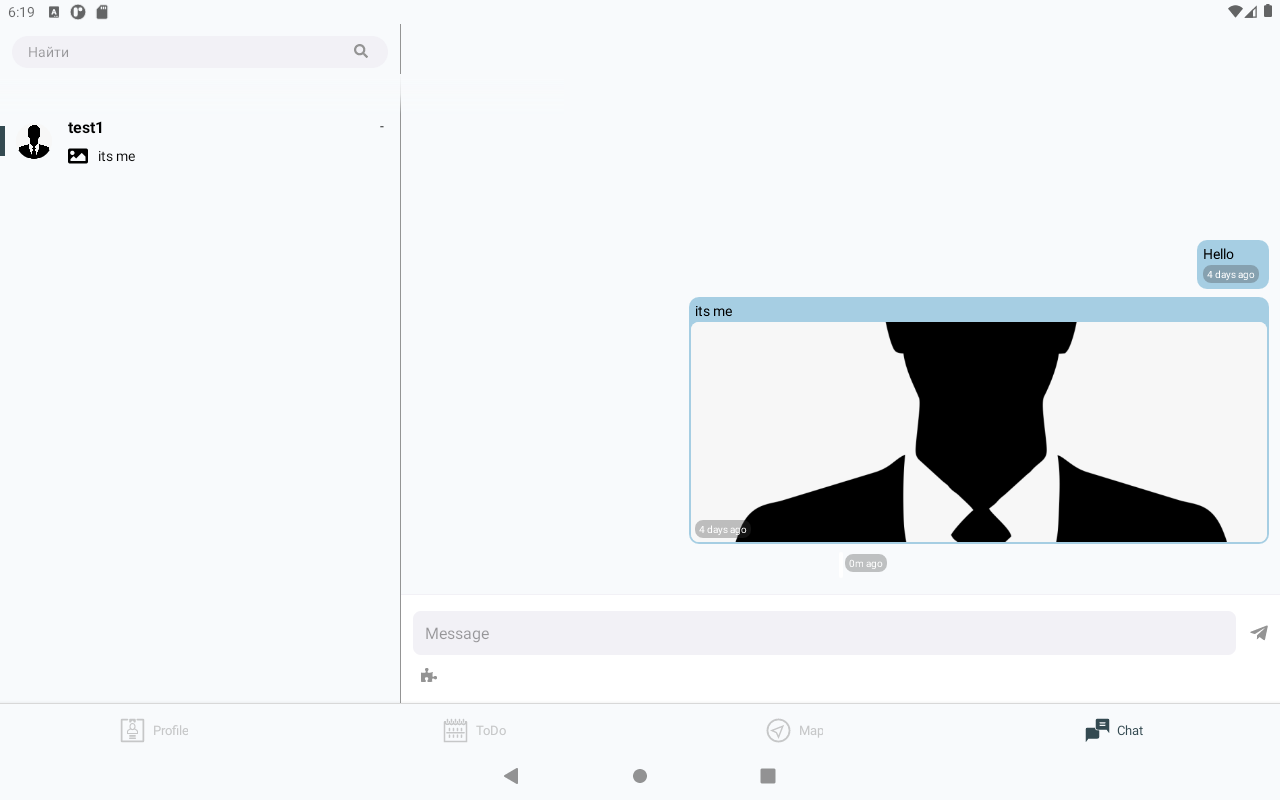 6:19
Найти
test1
-
its me
Hello
4 days ago
its me
4 days ago
0m ago
Message
Profile
ToDo
Map
Chat